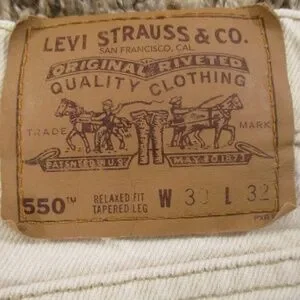 LEVI STRAUSS & CO.
SAN FRANCISCO, CAL.
ORIGINAL RIVETED
QUALITY CLOTHING
TRADE MARK
PATENTED IN U.S. MAY 20 1873
550™ RELAXED FIT W L 32
TAPERED LEG